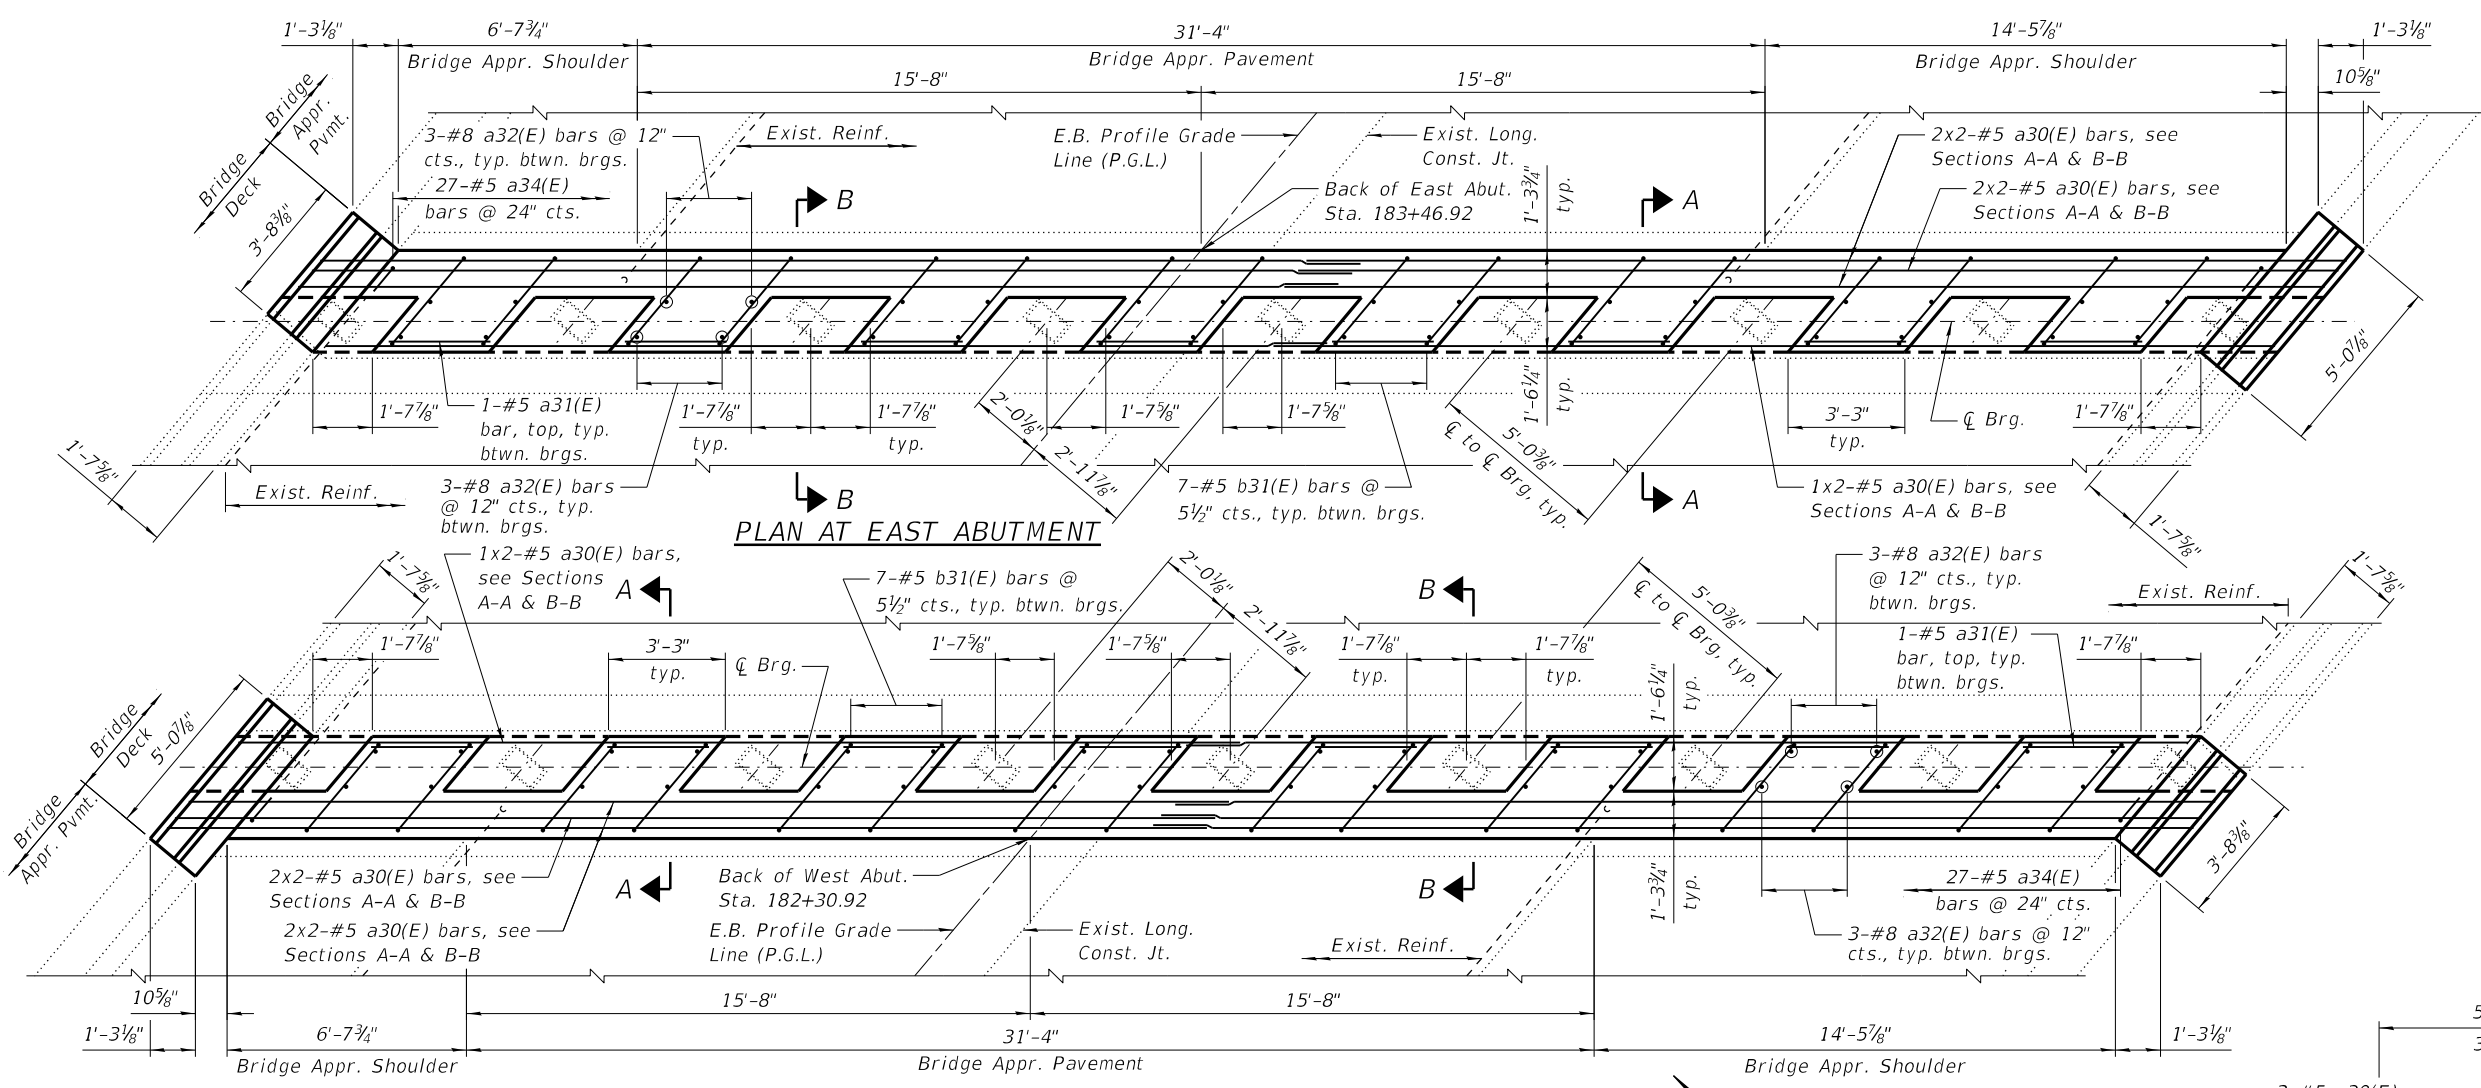 1'-3⅛"
6'-7¾"
31'-4"
14'-5⅞"
1'-3⅛"
Bridge Appr. Shoulder
Bridge Appr. Pavement
Bridge Appr. Shoulder
15'-8"
15'-8"
10⅝"
Bridge
Appr.
Pvmt.
Bridge
Deck
3'-8⅜"
3-#8 a32(E) bars @ 12"
cts., typ. btwn. brgs.
27-#5 a34(E)
bars @ 24" cts.
Exist. Reinf.
B
E.B. Profile Grade
Line (P.G.L.)
Exist. Long.
Const. Jt.
Back of East Abut.
Sta. 183+46.92
1'-3¾"
typ.
A
2x2-#5 a30(E) bars, see
Sections A-A & B-B
2x2-#5 a30(E) bars, see
Sections A-A & B-B
5'-0⅞"
1'-7⅝"
1'-7⅞"
1-#5 a31(E)
bar, top, typ.
btwn. brgs.
1'-7⅞"
typ.
1'-7⅞"
typ.
2'-0⅛"
2'-11⅞"
1'-7⅝"
1'-7⅝"
1'-6¼"
typ.
5'-0⅜"
℄ to ℄ Brg, typ.
3'-3"
typ.
℄ Brg.
1'-7⅞"
1'-7⅝"
Exist. Reinf.
3-#8 a32(E) bars
@ 12" cts., typ.
btwn. brgs.
B
7-#5 b31(E) bars @
5½" cts., typ. btwn. brgs.
A
1x2-#5 a30(E) bars, see
Sections A-A & B-B
PLAN AT EAST ABUTMENT
1'-7⅝"
1x2-#5 a30(E) bars,
see Sections
A-A & B-B
A
7-#5 b31(E) bars @
5½" cts., typ. btwn. brgs.
2'-0⅛"
2'-11⅞"
B
5'-0⅜"
℄ to ℄ Brg, typ.
3-#8 a32(E) bars
@ 12" cts., typ.
btwn. brgs.
Exist. Reinf.
1'-7⅝"
1'-7⅞"
3'-3"
typ.
℄ Brg.
1'-7⅝"
1'-7⅝"
1'-7⅞"
typ.
1'-7⅞"
typ.
1'-6¼"
typ.
1-#5 a31(E)
bar, top, typ.
btwn. brgs.
1'-7⅞"
Bridge
Deck
5'-0⅞"
Bridge
Appr. Pvmt.
2x2-#5 a30(E) bars, see
Sections A-A & B-B
2x2-#5 a30(E) bars, see
Sections A-A & B-B
A
Back of West Abut.
Sta. 182+30.92
E.B. Profile Grade
Line (P.G.L.)
Exist. Long.
Const. Jt.
B
Exist. Reinf.
1'-3¾"
typ.
27-#5 a34(E)
bars @ 24" cts.
3-#8 a32(E) bars @ 12"
cts., typ. btwn. brgs.
3'-8⅜"
10⅝"
15'-8"
15'-8"
1'-3⅛"
6'-7¾"
31'-4"
14'-5⅞"
1'-3⅛"
Bridge Appr. Shoulder
Bridge Appr. Pavement
Bridge Appr. Shoulder